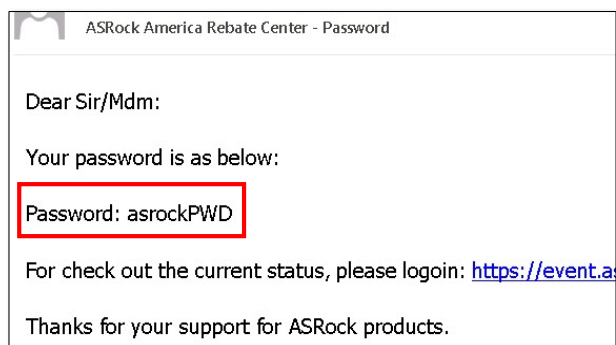 ASRock America Rebate Center - Password
Dear Sir/Mdm:
Your password is as below:
Password: asrockPWD
For check out the current status, please logoin: https://event.as
Thanks for your support for ASRock products.